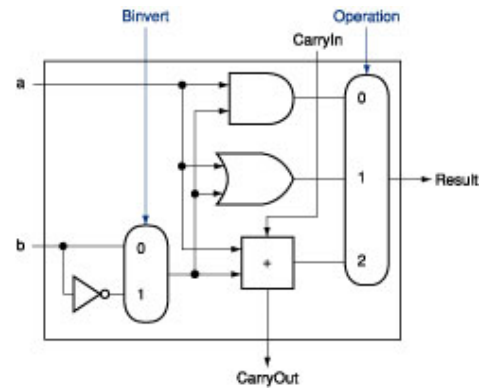 Binvert
Operation
CarryIn
a
0
1
Result
b
0
+
2
1
CarryOut